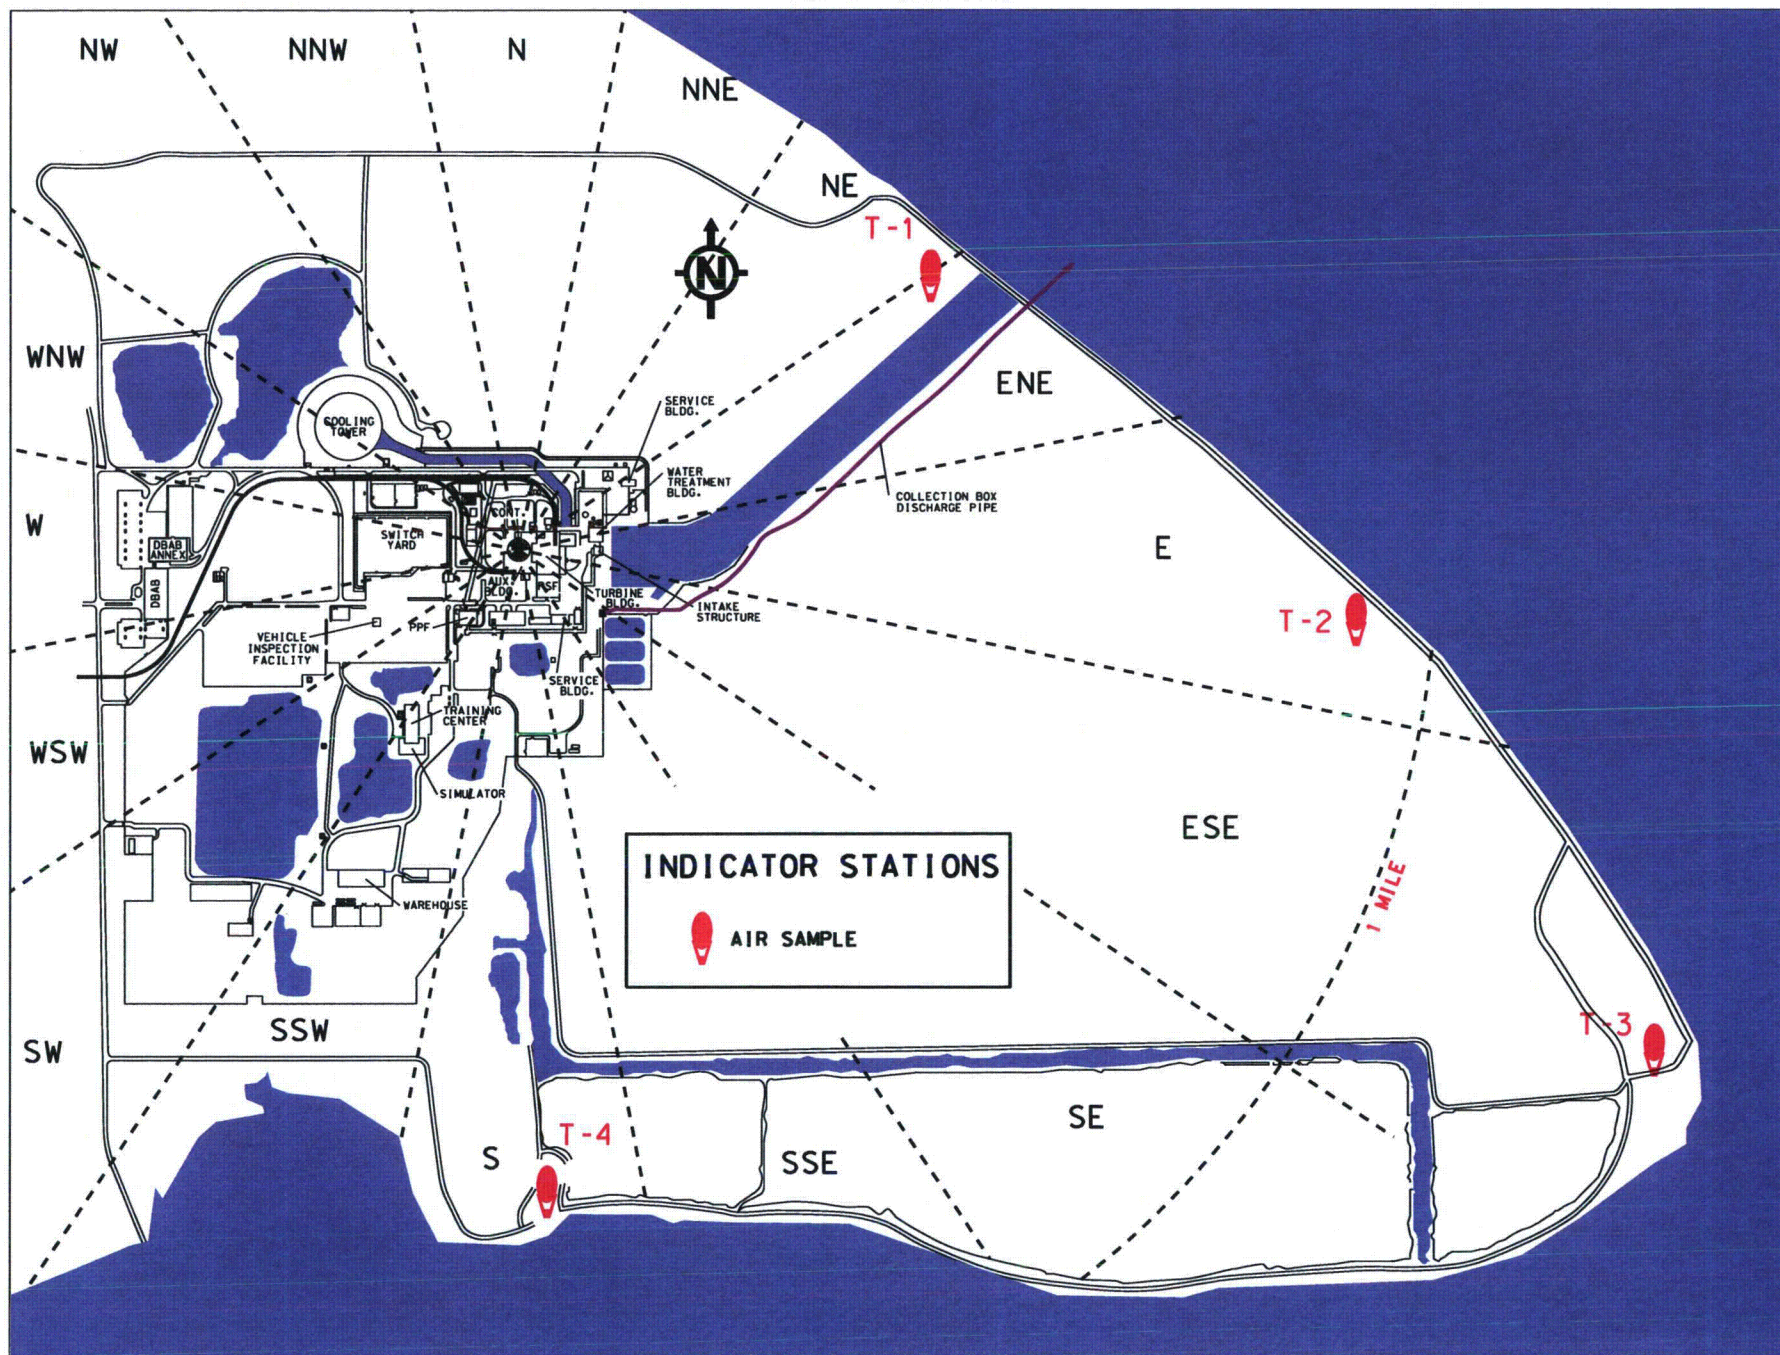 NW
NNW
N
NNE
NE
T-1
N
WNW
ENE
SERVICE
BLDG.
COOLING
TOWER
WATER
TREATMENT
BLDG.
COLLECTION BOX
DISCHARGE PIPE
W
CONT.
SWITCH
YARD
DBAB
ANNEX
E
AUX.
BLDG.
DBAB
TURBINE
BLDG.
INTAKE
STRUCTURE
T-2
PPF
VEHICLE
INSPECTION
FACILITY
SERVICE
BLDG.
TRAINING
CENTER
WSW
SIMULATOR
ESE
INDICATOR STATIONS
AIR SAMPLE
1 MILE
WAREHOUSE
SSW
SW
T-3
SE
T-4
S
SSE